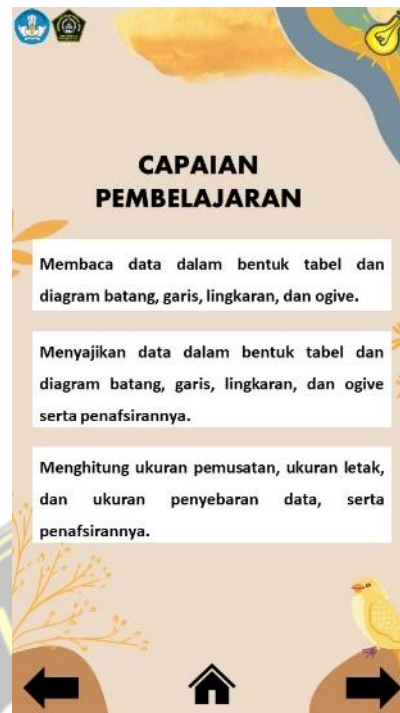 CAPAIAN
PEMBELAJARAN
Membaca data dalam bentuk tabel dan
diagram batang, garis, lingkaran, dan ogive.
Menyajikan data dalam bentuk tabel dan
diagram batang, garis, lingkaran, dan ogive
serta penafsirannya.
Menghitung ukuran pemusatan, ukuran letak,
dan ukuran penyebaran data, serta
penafsirannya.